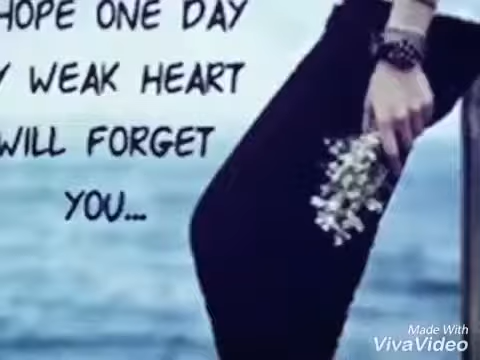 HOPE ONE DAY
WEAK HEART
WILL FORGET
YOU...
Made With
VivaVideo